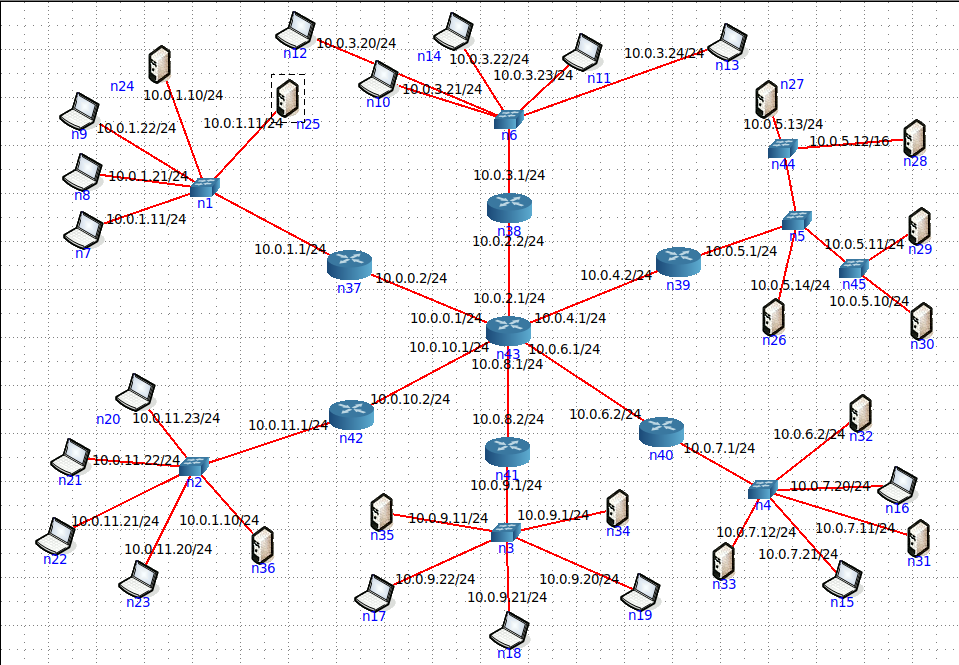 n12
10.0.3.20/24
n14
10.0.3.22/24
10.0.3.23/24
n11
10.0.3.24/24
n13
n10
10.0.3.21/24
n6
n24
10.0.1.10/24
n9
10.0.1.22/24
10.0.1.11/24
n25
n8
10.0.1.21/24
n1
n7
10.0.1.11/24
n27
10.0.5.13/24
n44
10.0.5.12/16
n28
10.0.3.1/24
n38
10.0.2.2/24
n5
10.0.1.1/24
n37
10.0.0.2/24
10.0.4.2/24
n39
10.0.5.1/24
10.0.5.11/24
n29
n45
10.0.5.14/24
10.0.5.10/24
n26
n30
10.0.2.1/24
10.0.0.1/24
10.0.4.1/24
10.0.10.1/24
n43
10.0.6.1/24
10.0.8.1/24
n20
10.0.11.23/24
10.0.10.2/24
10.0.11.1/24
n42
10.0.8.2/24
10.0.6.2/24
n40
10.0.7.1/24
10.0.6.2/24
n32
n21
10.0.11.22/24
n2
n41
10.0.9.1/24
n4
10.0.7.20/24
n16
n22
10.0.11.21/24
10.0.1.10/24
n36
10.0.11.20/24
n23
n35
10.0.9.11/24
10.0.9.1/24
n34
n3
10.0.7.12/24
10.0.7.11/24
n31
10.0.7.21/24
n33
n15
10.0.9.22/24
n17
10.0.9.21/24
n18
10.0.9.20/24
n19